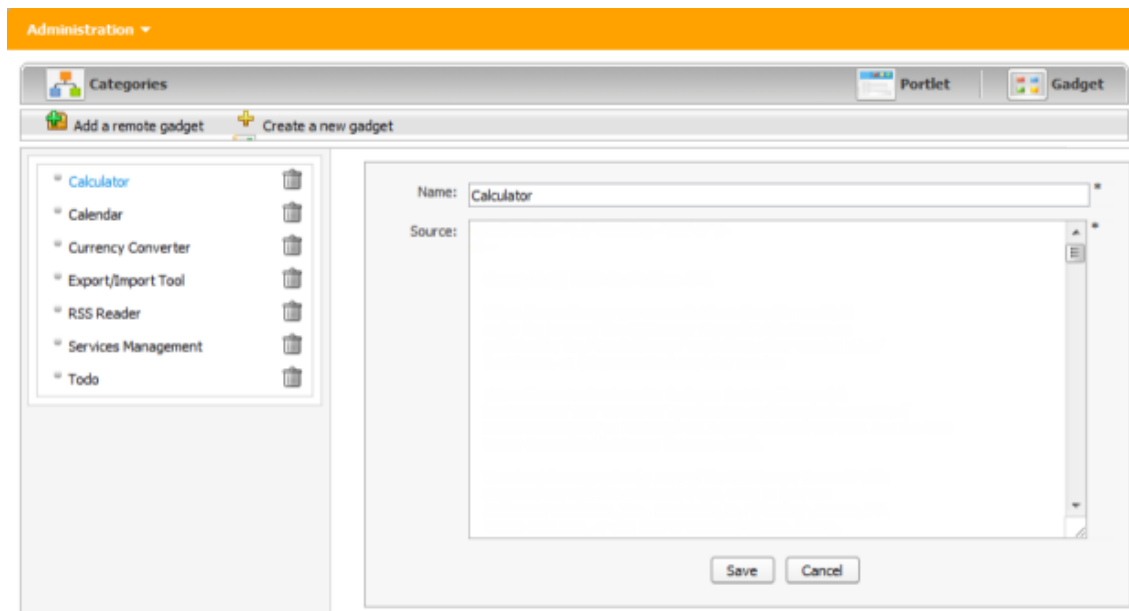 Administration
Categories Portlet Gadget
Add a remote gadget Create a new gadget
Calculator
Calendar
Currency Converter
Export/Import Tool
RSS Reader
Services Management
Todo
Name: Calculator *
Source: *
Save Cancel